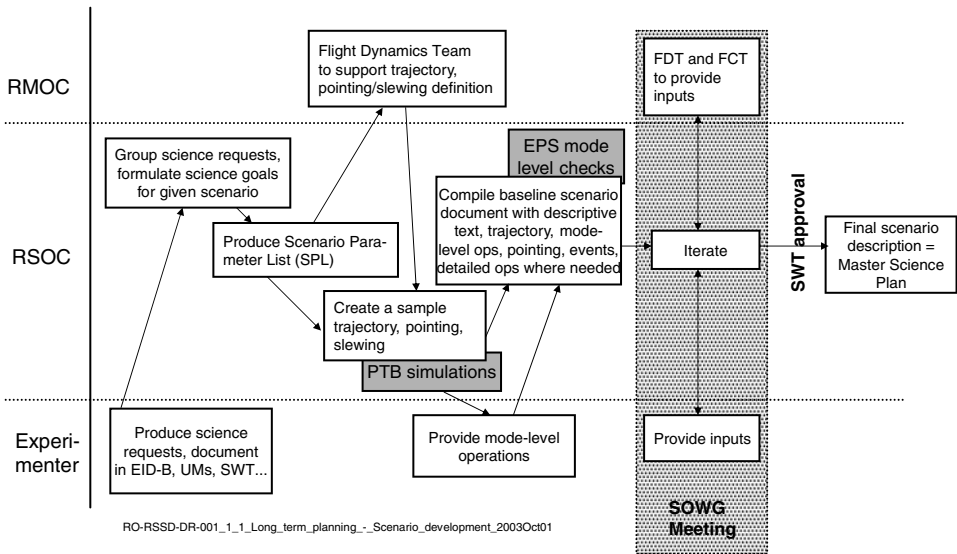 RMOC
Flight Dynamics Team
to support trajectory,
pointing/slewing definition
FDT and FCT
to provide
inputs
RSOC
Group science requests,
formulate science goals
for given scenario
Produce Scenario Para-
meter List (SPL)
Create a sample
trajectory, pointing,
slewing
PTB simulations
EPS mode
level checks
Compile baseline scenario
document with descriptive
text, trajectory, mode-
level ops, pointing, events,
detailed ops where needed
Iterate
SWT approval
Final scenario
description =
Master Science
Plan
Experi-
menter
Produce science
requests, document
in EID-B, UMs, SWT...
Provide mode-level
operations
Provide inputs
SOWG
Meeting
RO-RSSD-DR-001_1_1_Long_term_planning_-_Scenario_development_2003Oct01